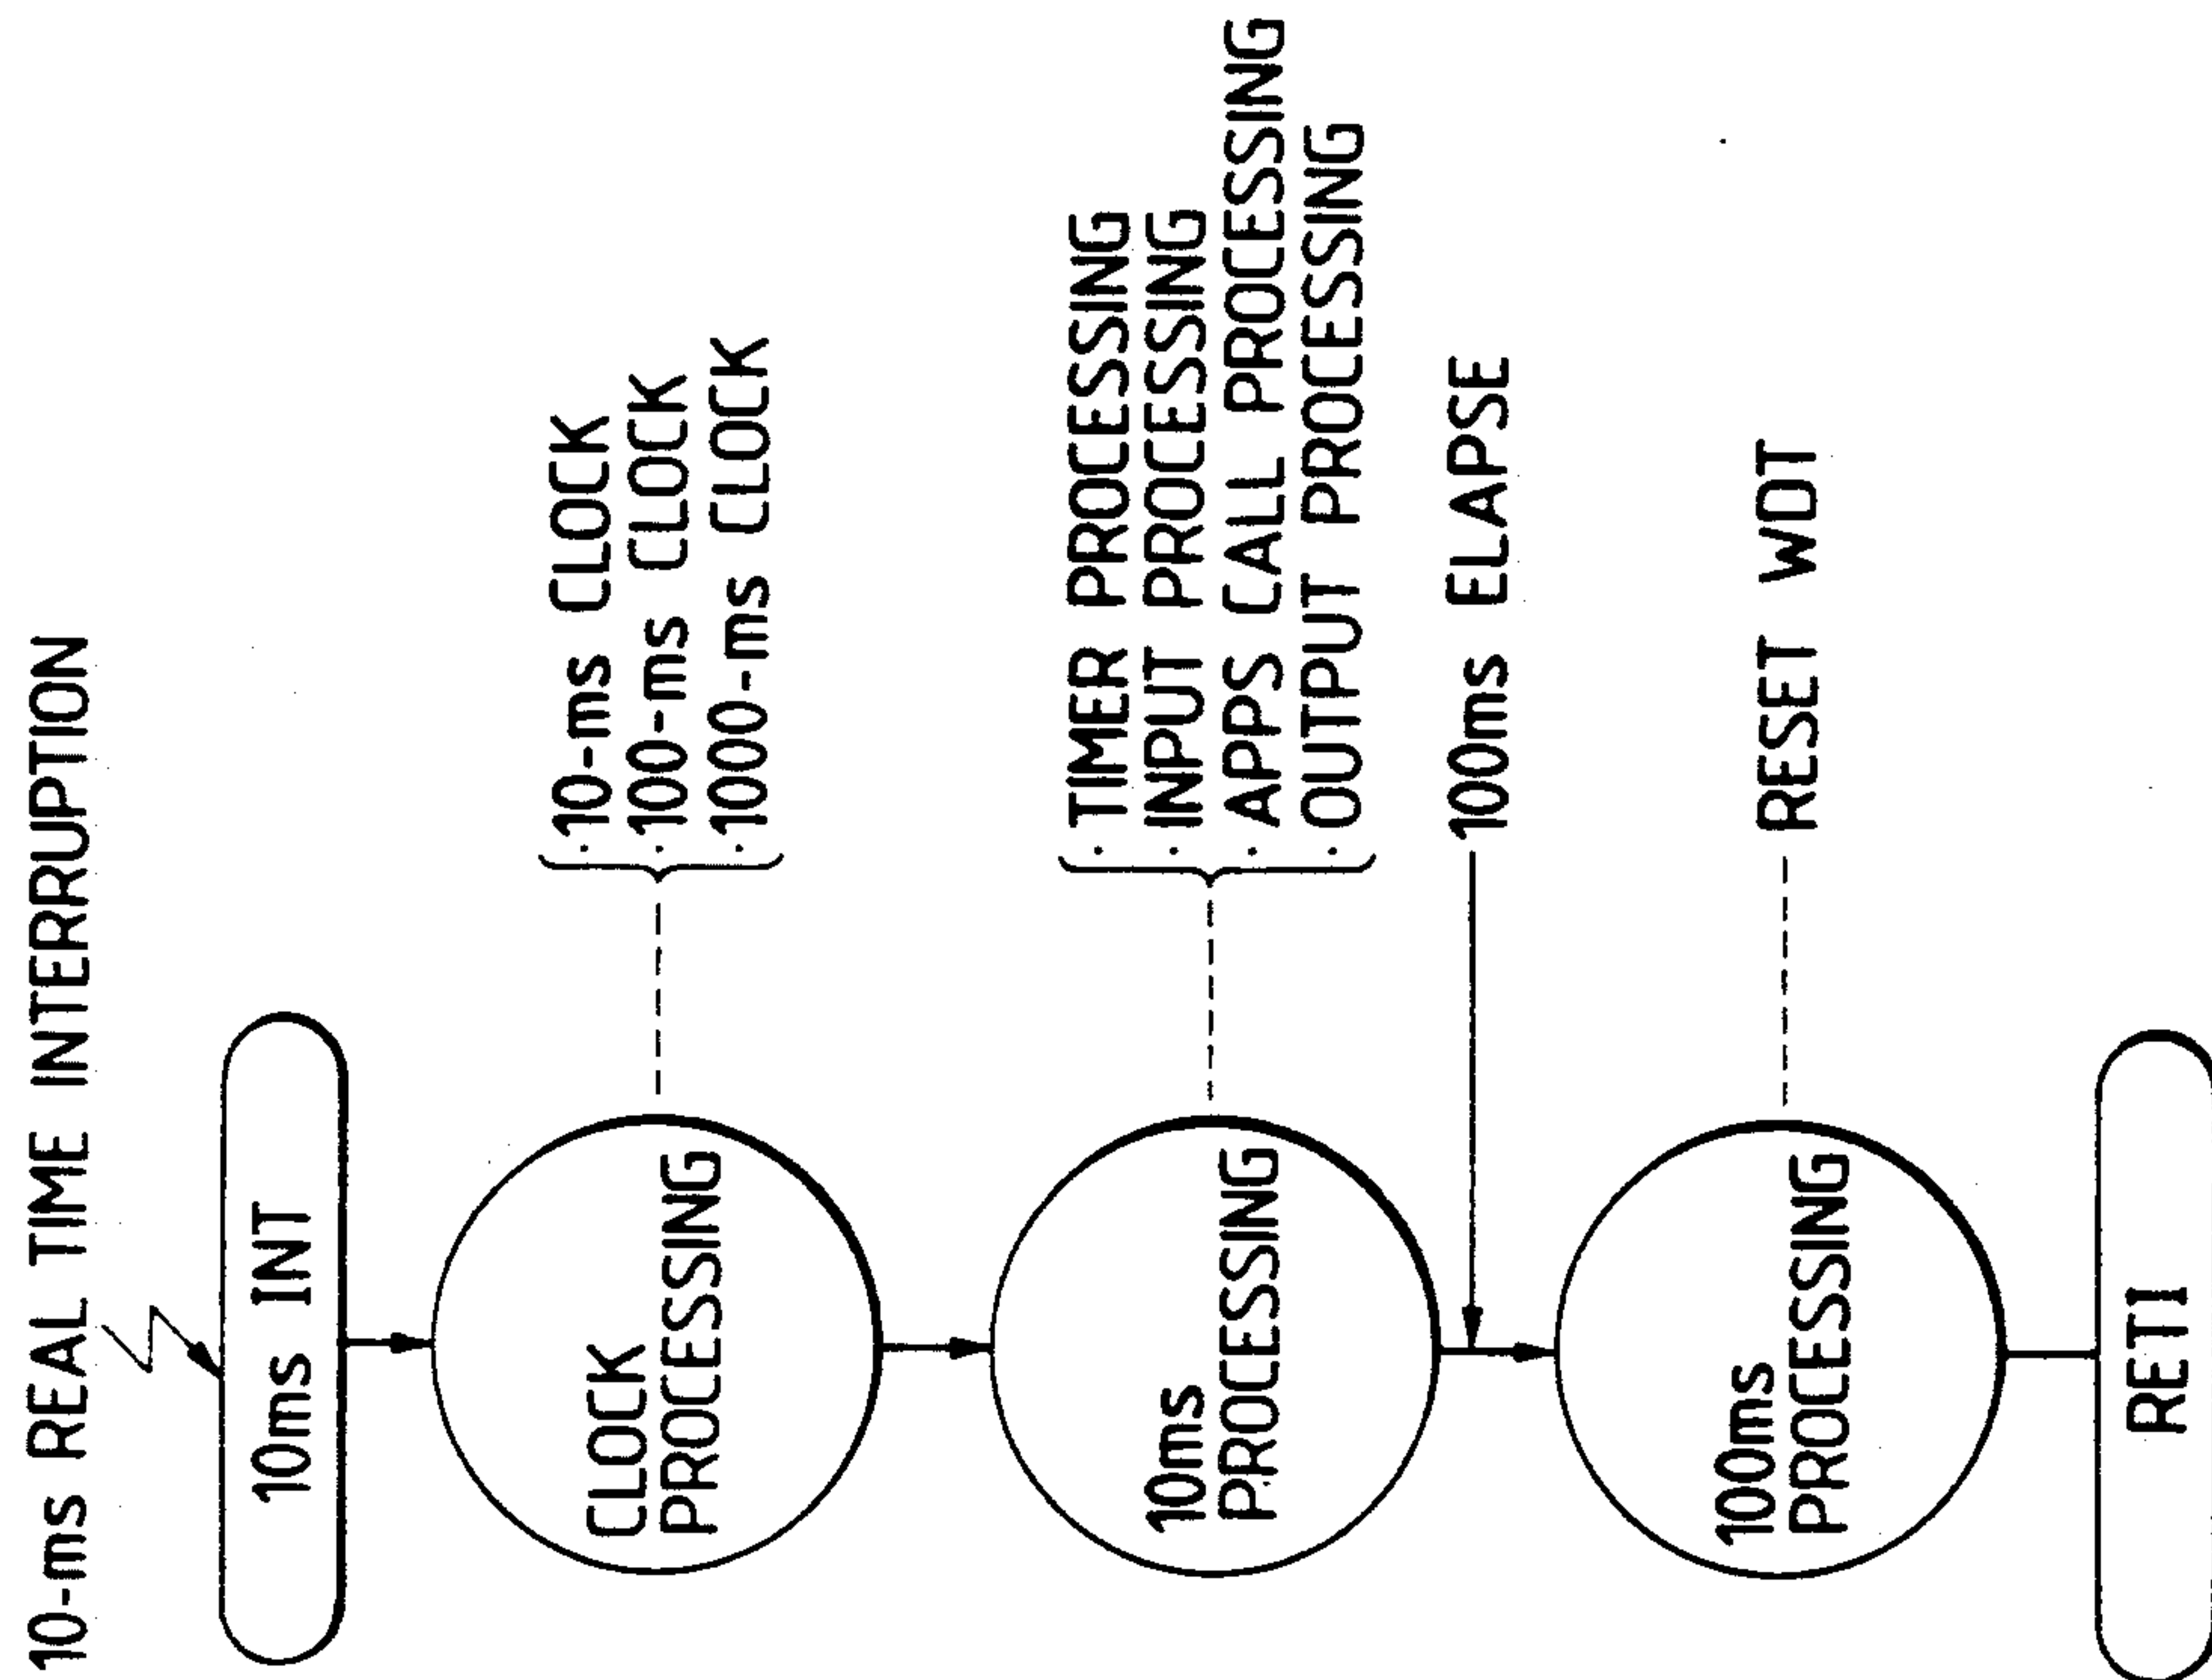 10-ms REAL TIME INTERRUPTION
10ms INT
CLOCK
PROCESSING
· 10-ms CLOCK
· 100-ms CLOCK
· 1000-ms CLOCK
10ms
PROCESSING
· TIMER PROCESSING
· INPUT PROCESSING
· APPS CALL PROCESSING
· OUTPUT PROCESSING
100ms ELAPSE
100ms
PROCESSING
RESET WDT
RETI